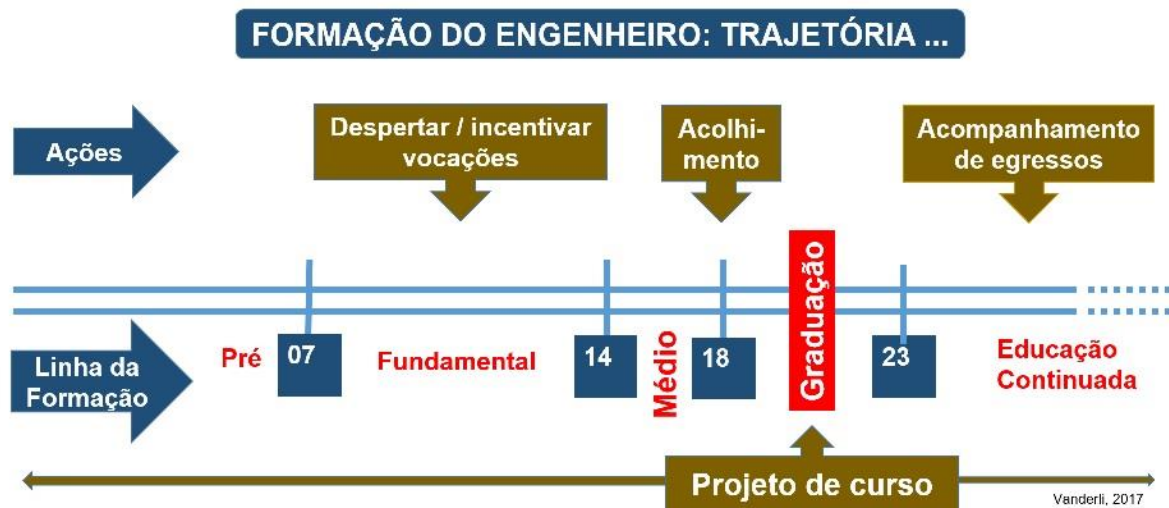 FORMAÇÃO DO ENGENHEIRO: TRAJETÓRIA ...
Ações
Despertar / incentivar
vocações
Acolhi-
mento
Acompanhamento
de egressos
Linha da
Formação
Pré
07
Fundamental
14
Médio
18
Graduação
23
Educação
Continuada
Projeto de curso
Vanderli, 2017